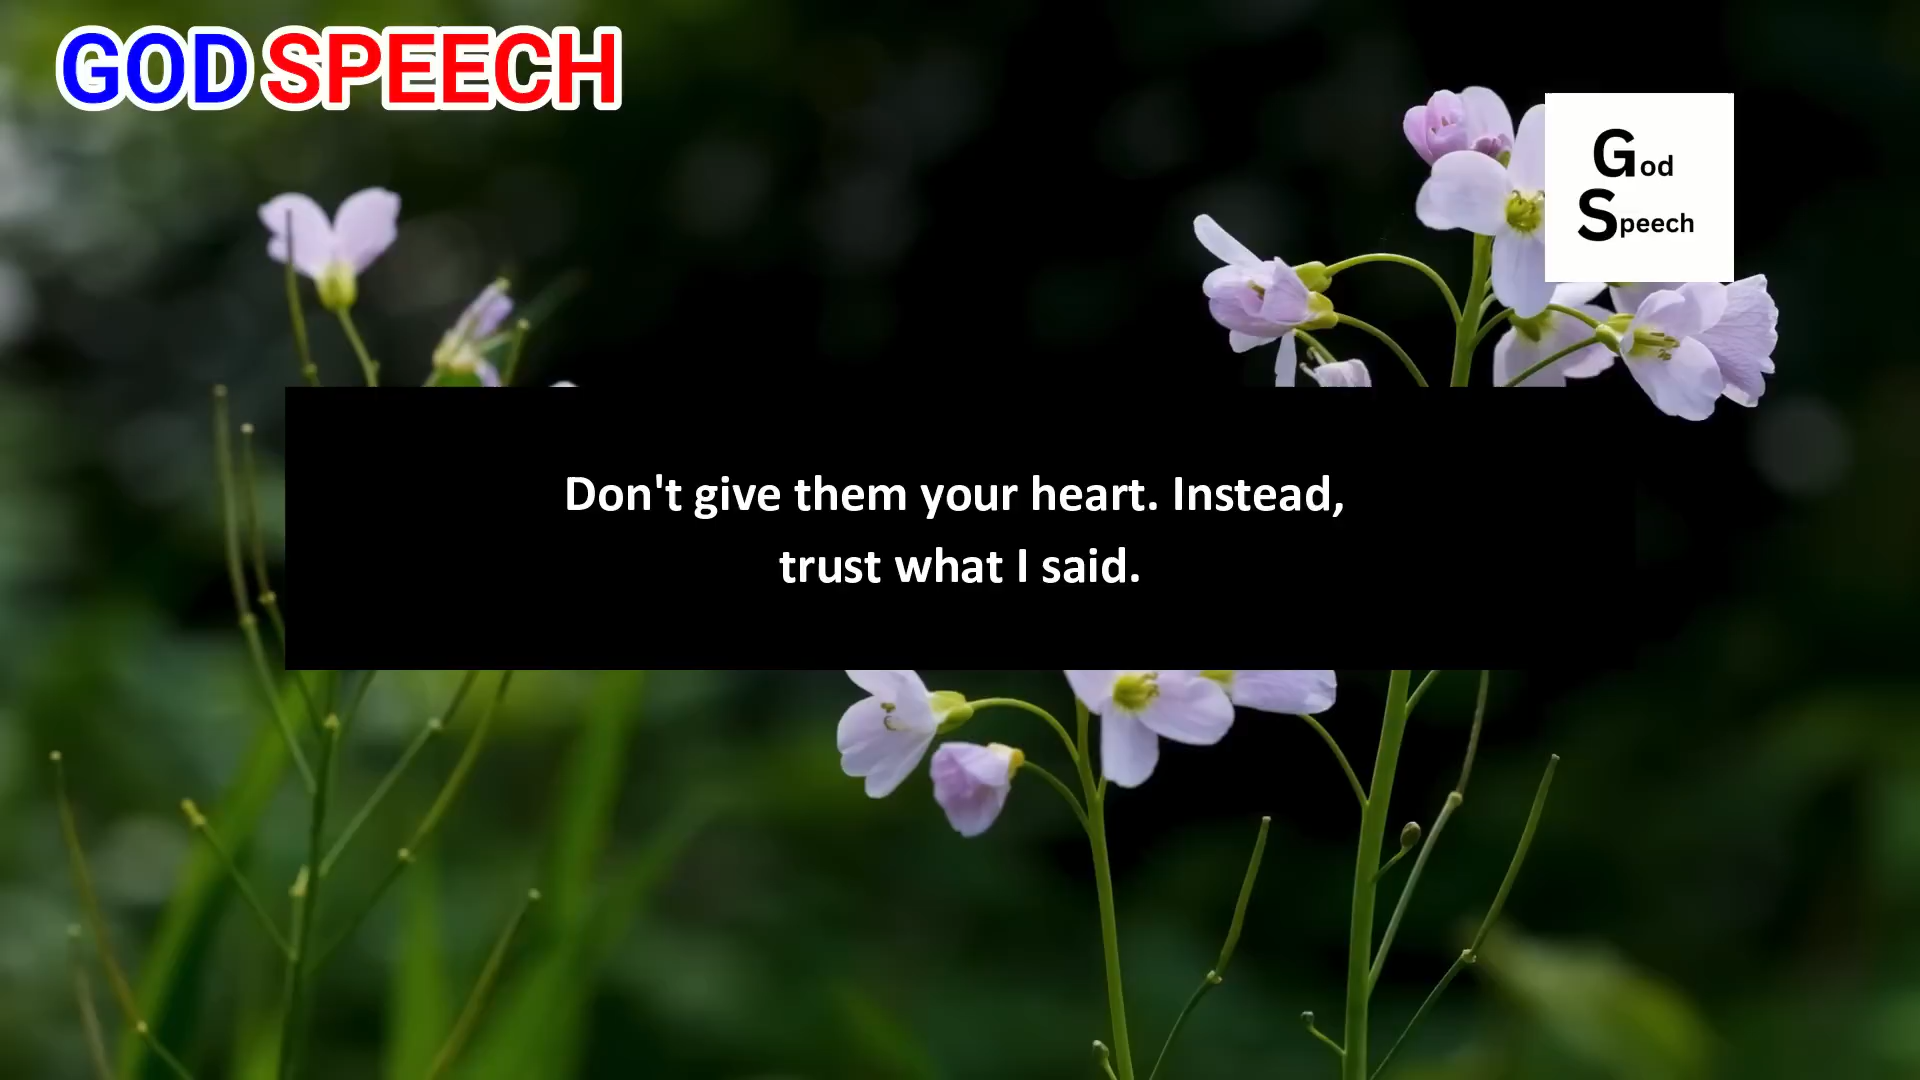 GOD SPEECH
God
Speech
Don't give them your heart. Instead,
trust what I said.